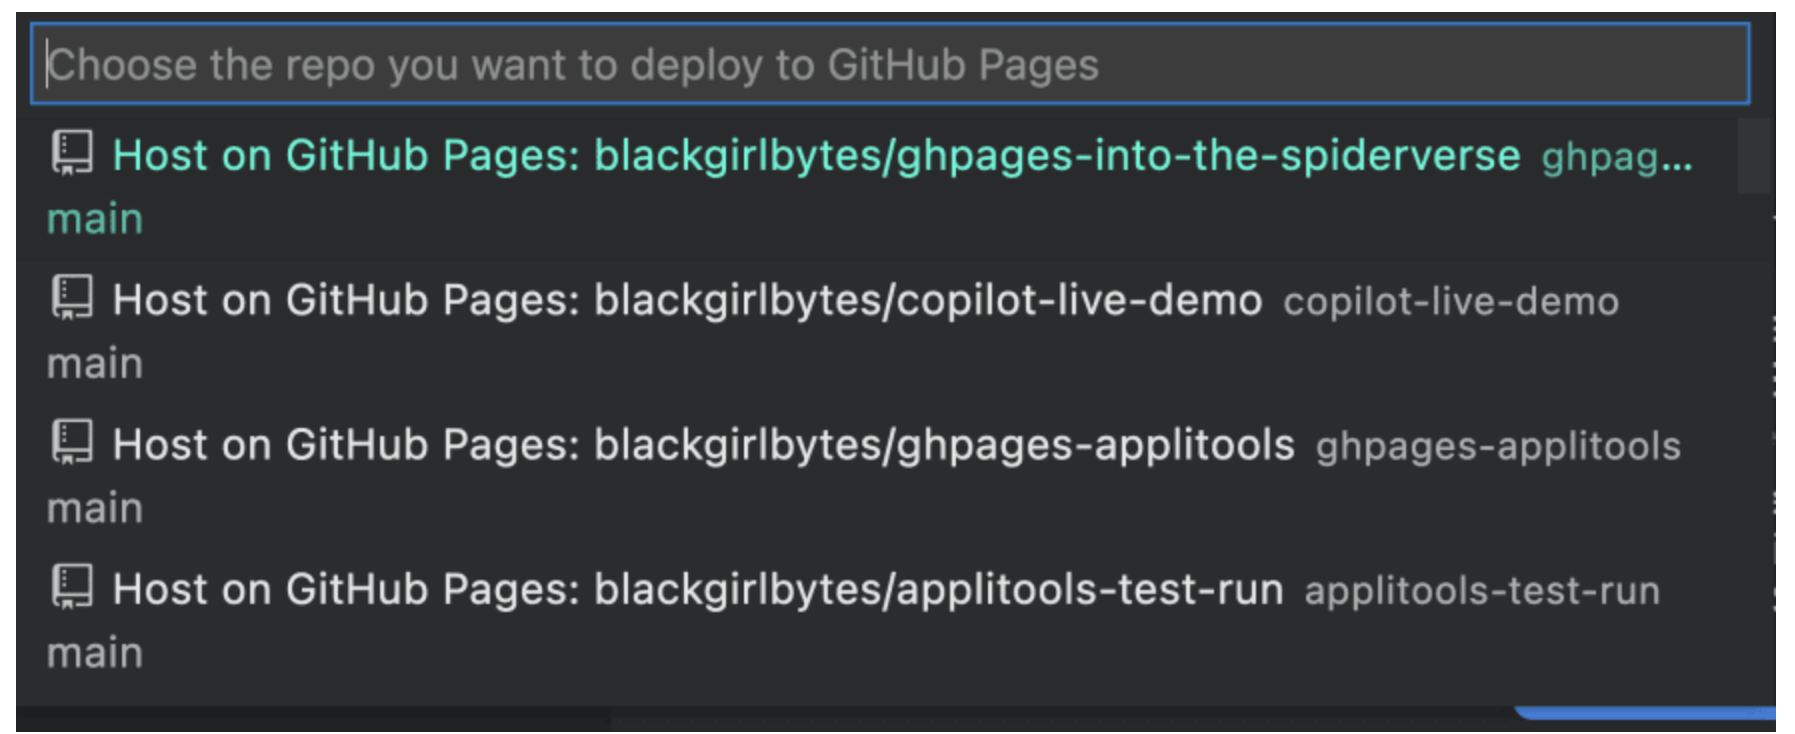 Choose the repo you want to deploy to GitHub Pages
Host on GitHub Pages: blackgirlbytes/ghpages-into-the-spiderverse ghpag...
main
Host on GitHub Pages: blackgirlbytes/copilot-live-demo copilot-live-demo
main
Host on GitHub Pages: blackgirlbytes/ghpages-applitools ghpages-applitools
main
Host on GitHub Pages: blackgirlbytes/applitools-test-run applitools-test-run
main